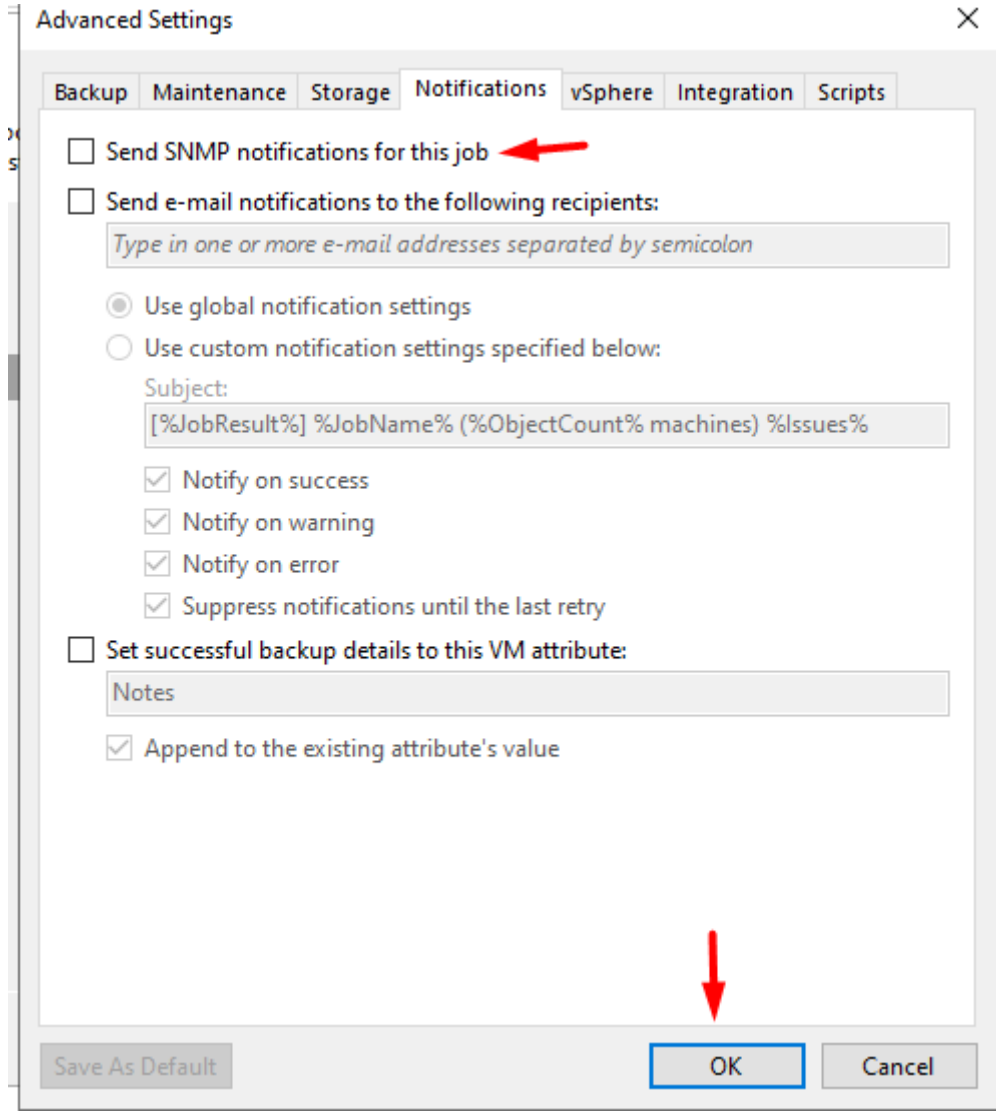 Advanced Settings
Backup Maintenance Storage Notifications vSphere Integration Scripts
Send SNMP notifications for this job
Send e-mail notifications to the following recipients:
Type in one or more e-mail addresses separated by semicolon
Use global notification settings
Use custom notification settings specified below:
Subject:
[%JobResult%] %JobName% (%ObjectCount% machines) %Issues%
Notify on success
Notify on warning
Notify on error
Suppress notifications until the last retry
Set successful backup details to this VM attribute:
Notes
Append to the existing attribute's value
Save As Default OK Cancel